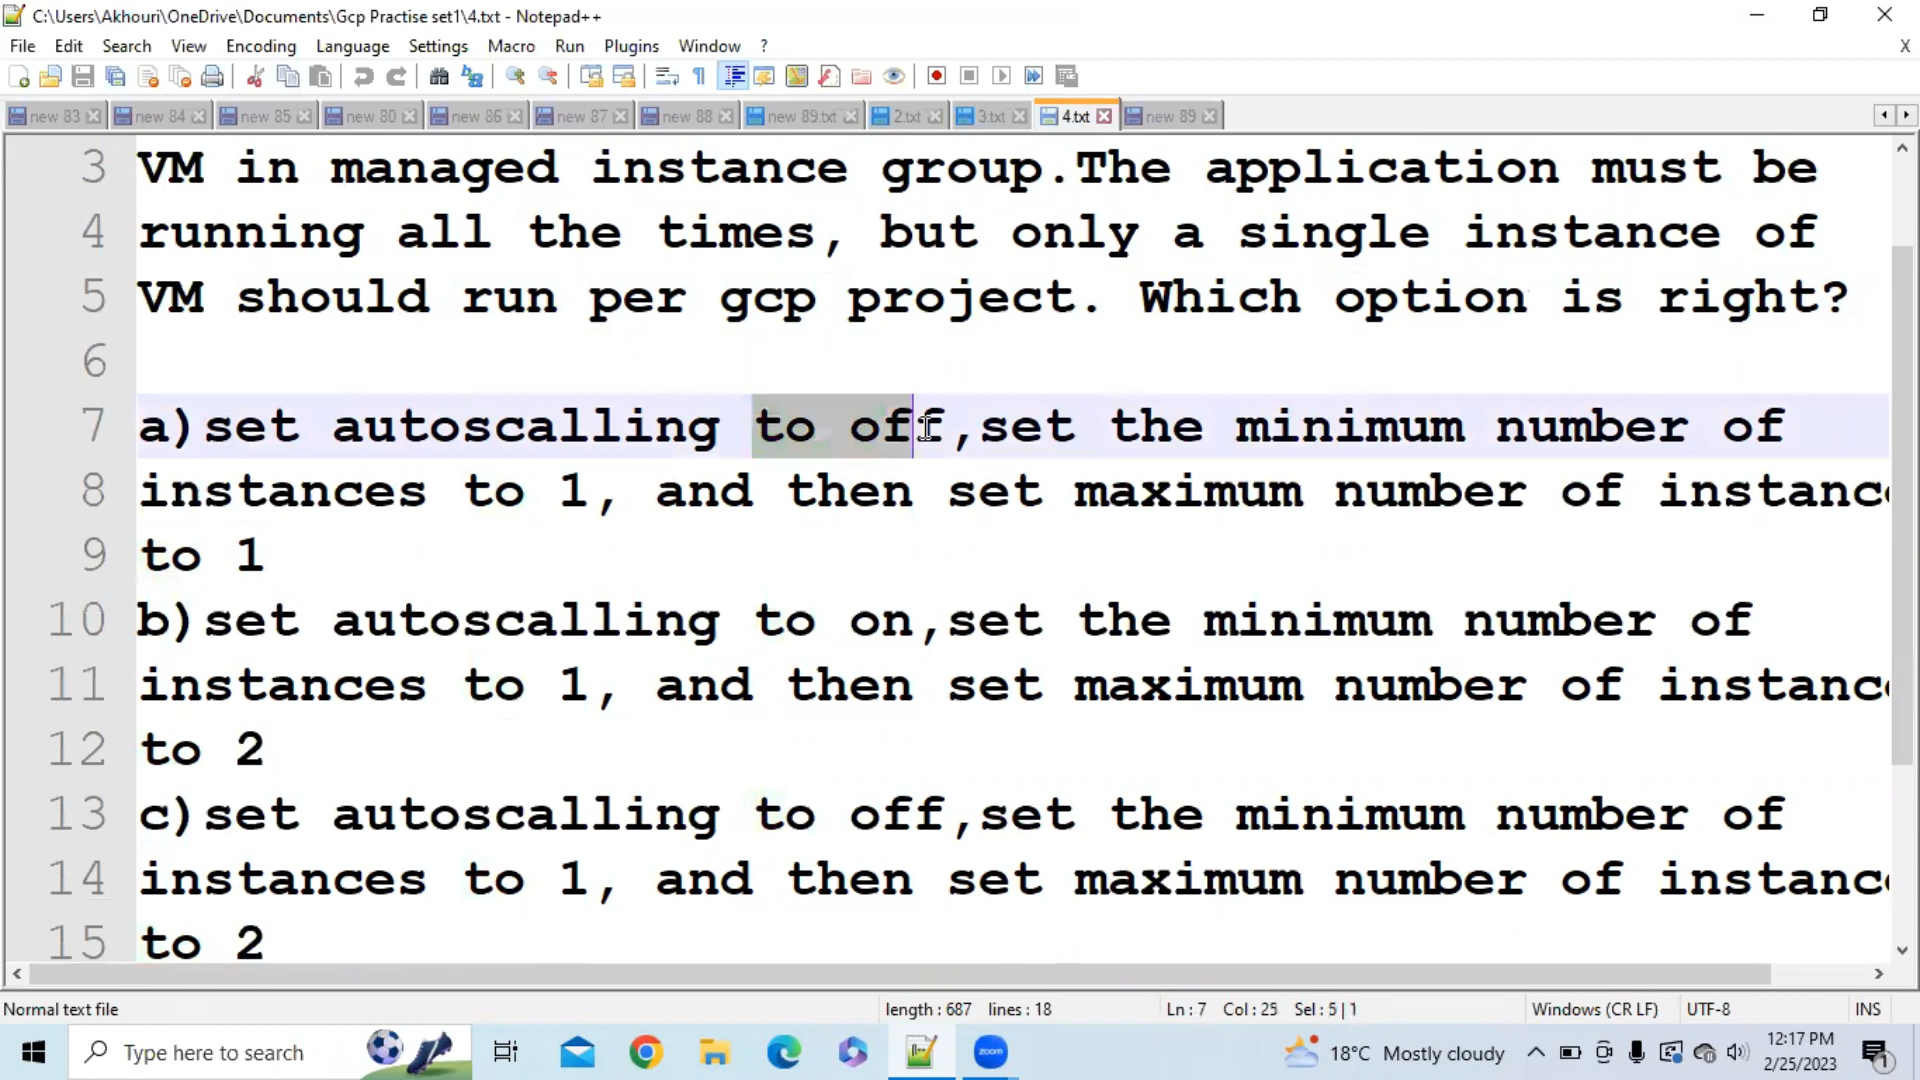 C:\Users\Akhouri\OneDrive\Documents\Gcp Practise set1\4.txt - Notepad++
File Edit Search View Encoding Language Settings Macro Run Plugins Window ? X
new 83 new 84 new 85 new 80 new 86 new 87 new 88 new 89.txt 2.txt 3.txt 4.txt new 89
3 VM in managed instance group.The application must be
4 running all the times, but only a single instance of
5 VM should run per gcp project. Which option is right?
6
7 a)set autoscalling to off,set the minimum number of
8 instances to 1, and then set maximum number of instanc
9 to 1
10 b)set autoscalling to on,set the minimum number of
11 instances to 1, and then set maximum number of instanc
12 to 2
13 c)set autoscalling to off,set the minimum number of
14 instances to 1, and then set maximum number of instanc
15 to 2
Normal text file length : 687 lines : 18 Ln : 7 Col : 25 Sel : 5 | 1 Windows (CR LF) UTF-8 INS
Type here to search zoom 18°C Mostly cloudy 12:17 PM
2/25/2023 1